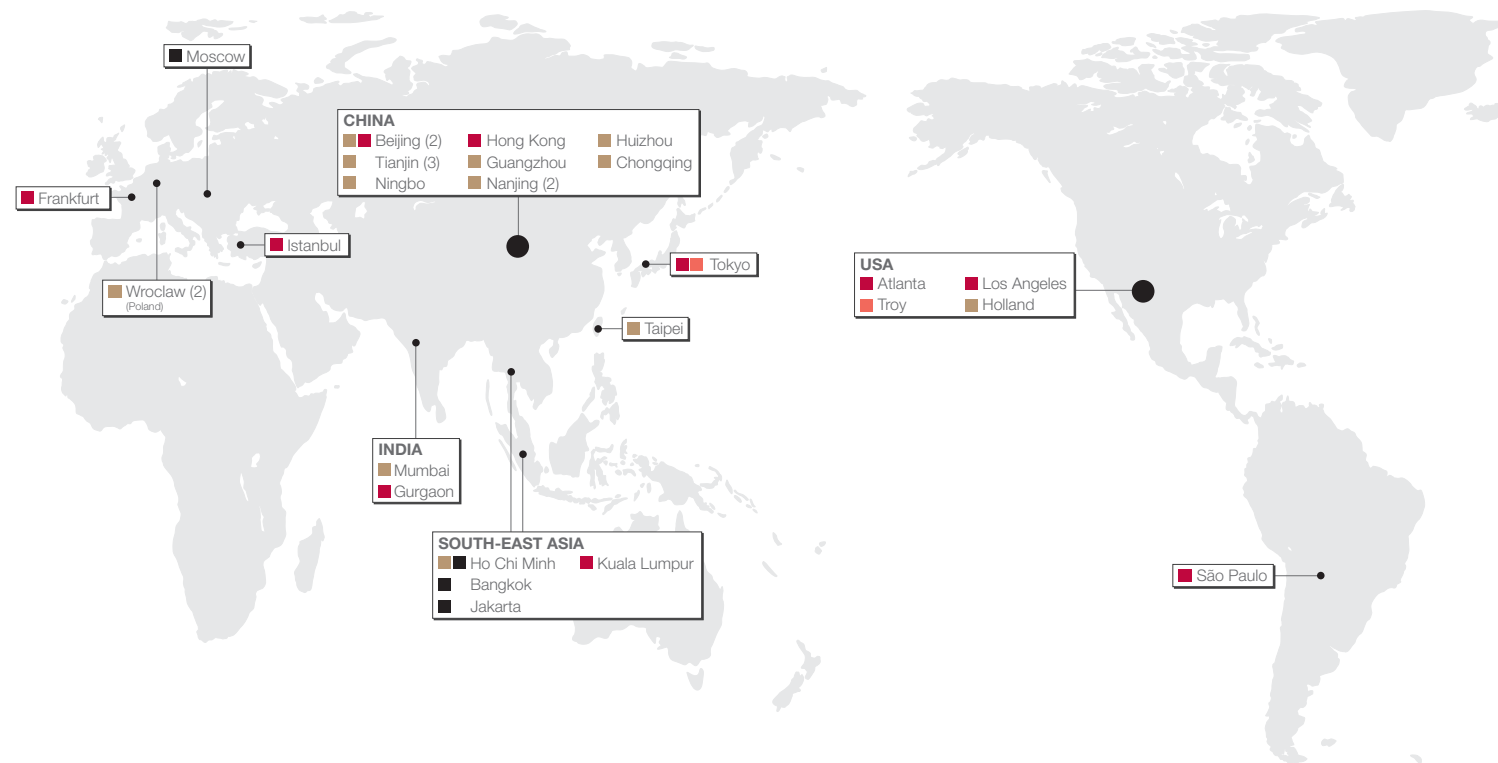 Moscow
CHINA
Beijing (2)
Hong Kong
Huizhou
Tianjin (3)
Guangzhou
Chongqing
Ningbo
Nanjing (2)
Frankfurt
Istanbul
Tokyo
USA
Atlanta
Los Angeles
Troy
Holland
Wroclaw (2)
(Poland)
Taipei
INDIA
Mumbai
Gurgaon
SOUTH-EAST ASIA
Ho Chi Minh
Kuala Lumpur
Bangkok
Jakarta
São Paulo